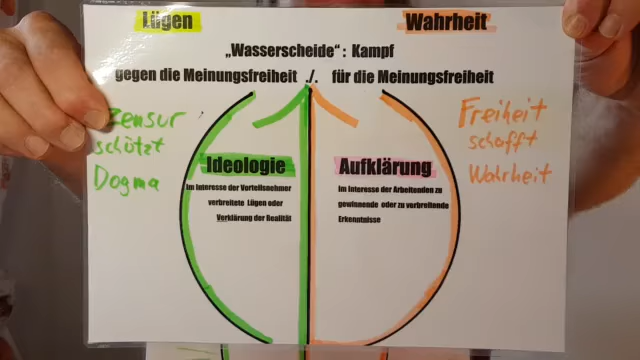 Lügen Wahrheit
„Wasserscheide“: Kampf
gegen die Meinungsfreiheit ./. für die Meinungsfreiheit
Zensur
schützt
Dogma
Freiheit
schafft
Wahrheit
Ideologie
Im Interesse der Vorteilsnehmer
verbreitete Lügen oder
Verklärung der Realität
Aufklärung
Im Interesse der Arbeitenden zu
gewinnende oder zu verbreitende
Erkenntnisse